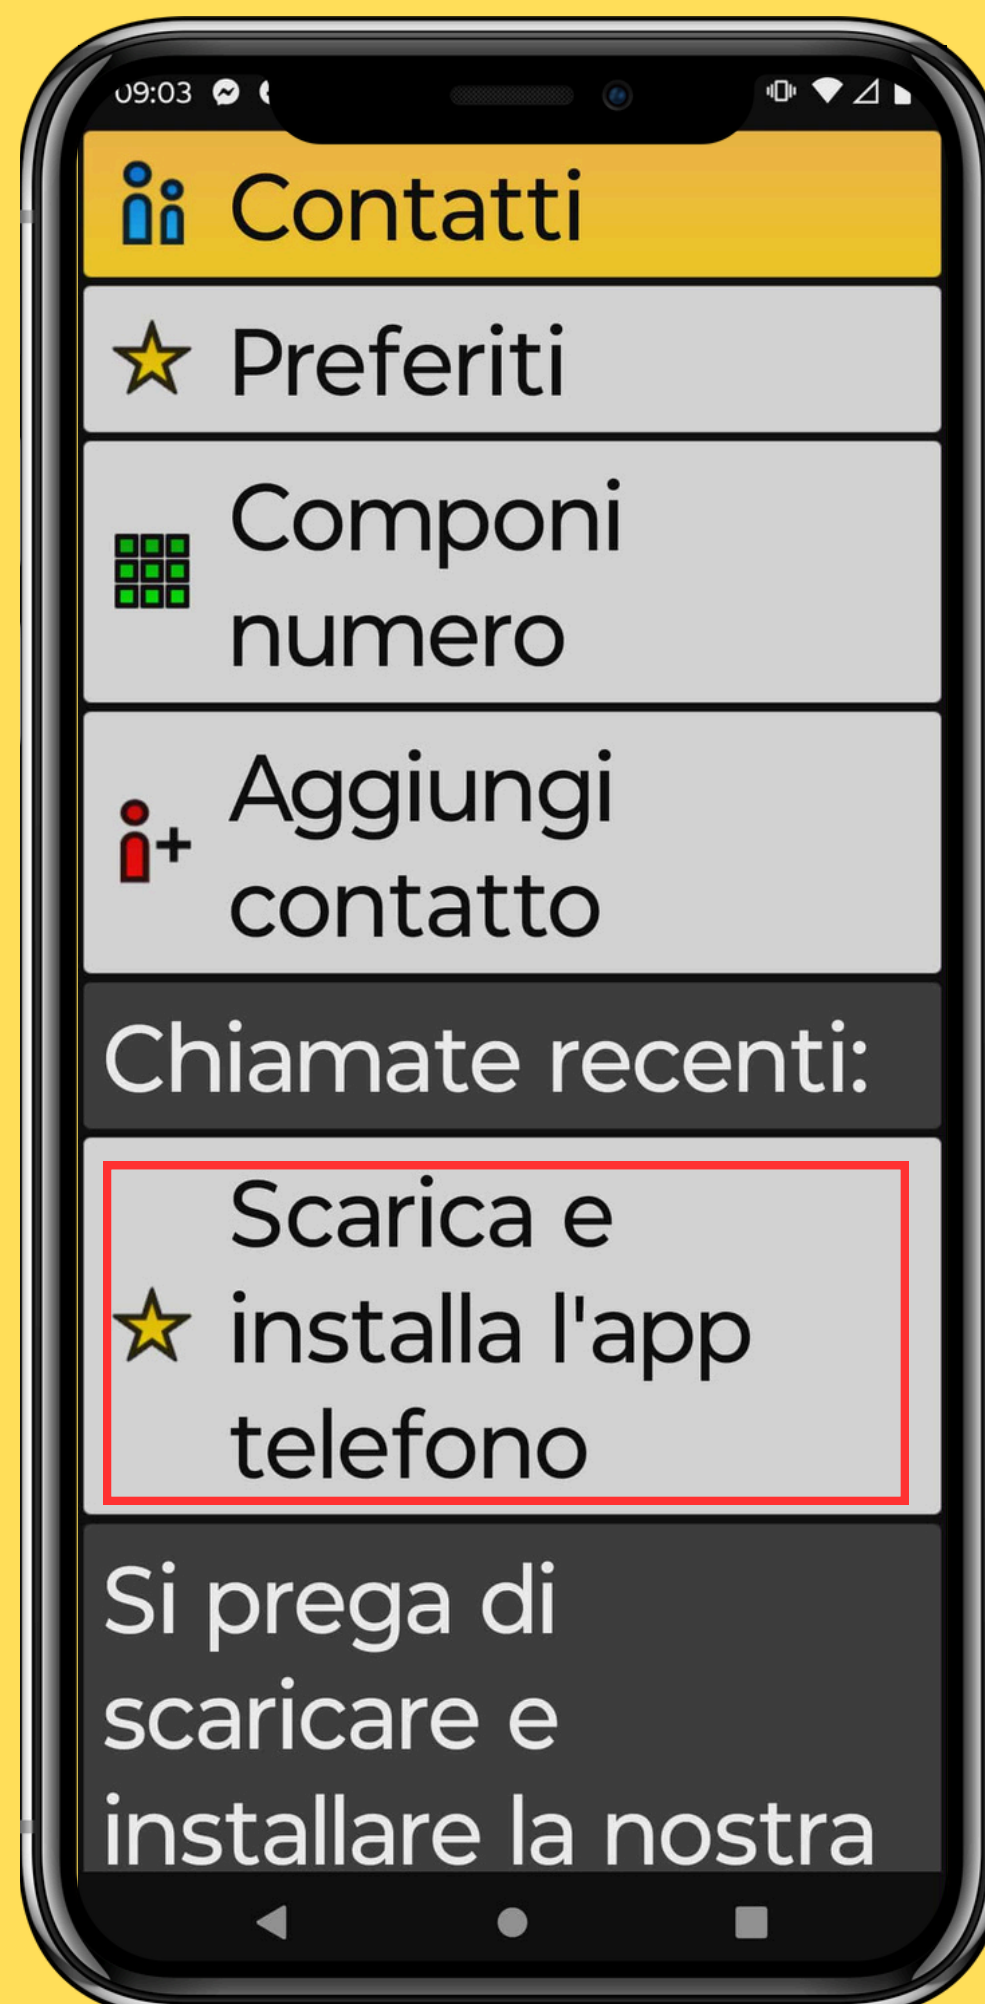 09:03
Contatti
Preferiti
Componi
numero
Aggiungi
contatto
Chiamate recenti:
Scarica e
installa l'app
telefono
Si prega di
scaricare e
installare la nostra